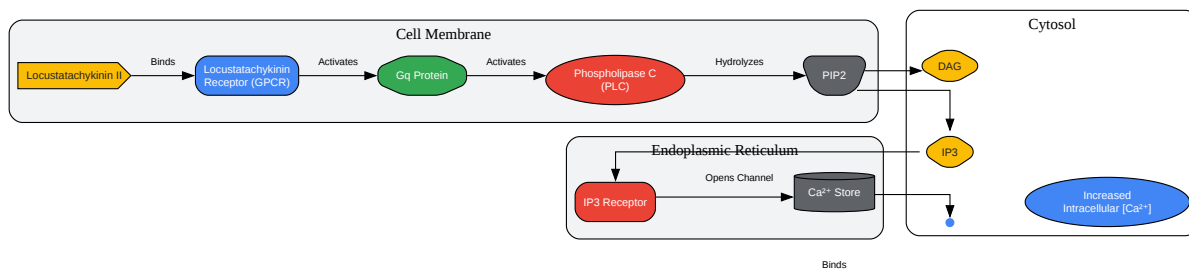 Cell Membrane
Cytosol
Locustatachykinin II
Binds
Locustatachykinin
Receptor (GPCR)
Activates
Gq Protein
Activates
Phospholipase C
(PLC)
Hydrolyzes
PIP2
DAG
IP3
Endoplasmic Reticulum
IP3 Receptor
Opens Channel
Ca²⁺ Store
Increased
Intracellular [Ca²⁺]
Binds